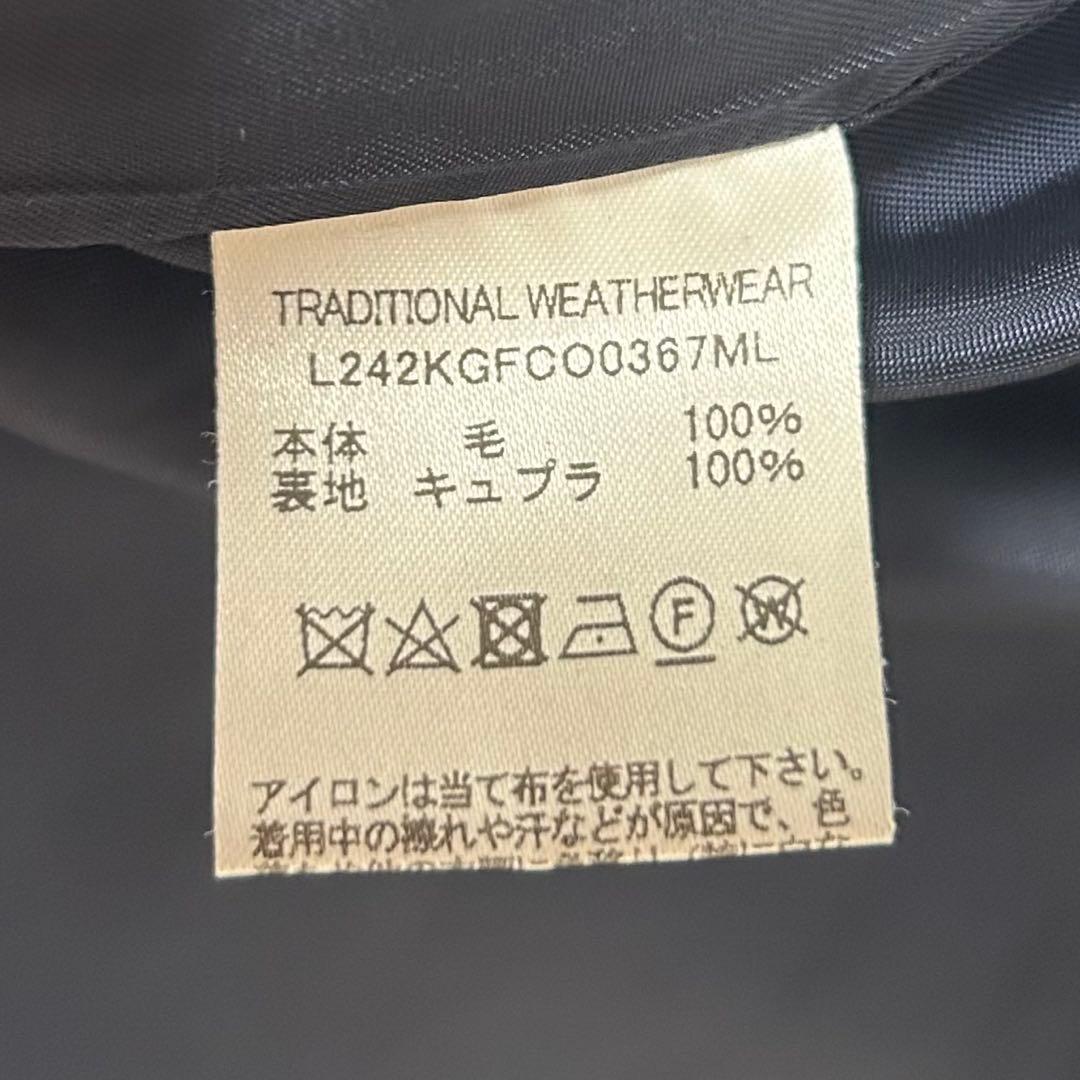 TRADITIONAL WEATHERWEAR
L242KGFCO0367ML
本体 毛 100%
裏地 キュプラ 100%
F W
アイロンは当て布を使用して下さい。
着用中の擦れや汗などが原因で、色